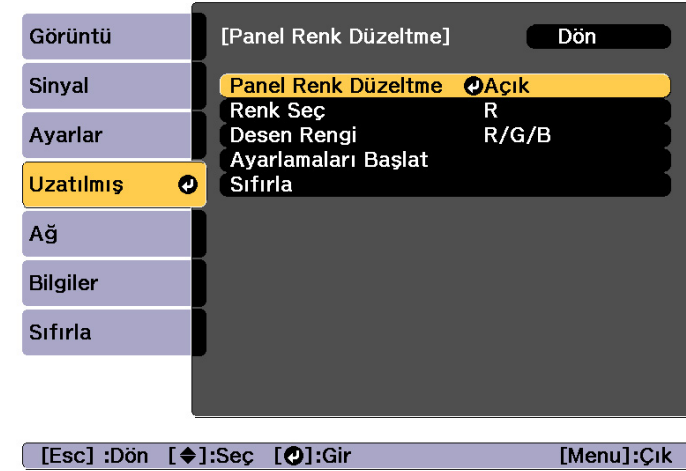 Görüntü
Sinyal
Ayarlar
Uzatılmış
Ağ
Bilgiler
Sıfırla
[Panel Renk Düzeltme] Dön
Panel Renk Düzeltme Açık
Renk Seç R
Desen Rengi R/G/B
Ayarlamaları Başlat
Sıfırla
[Esc] :Dön [◆]:Seç [↵]:Gir [Menu]:Çık